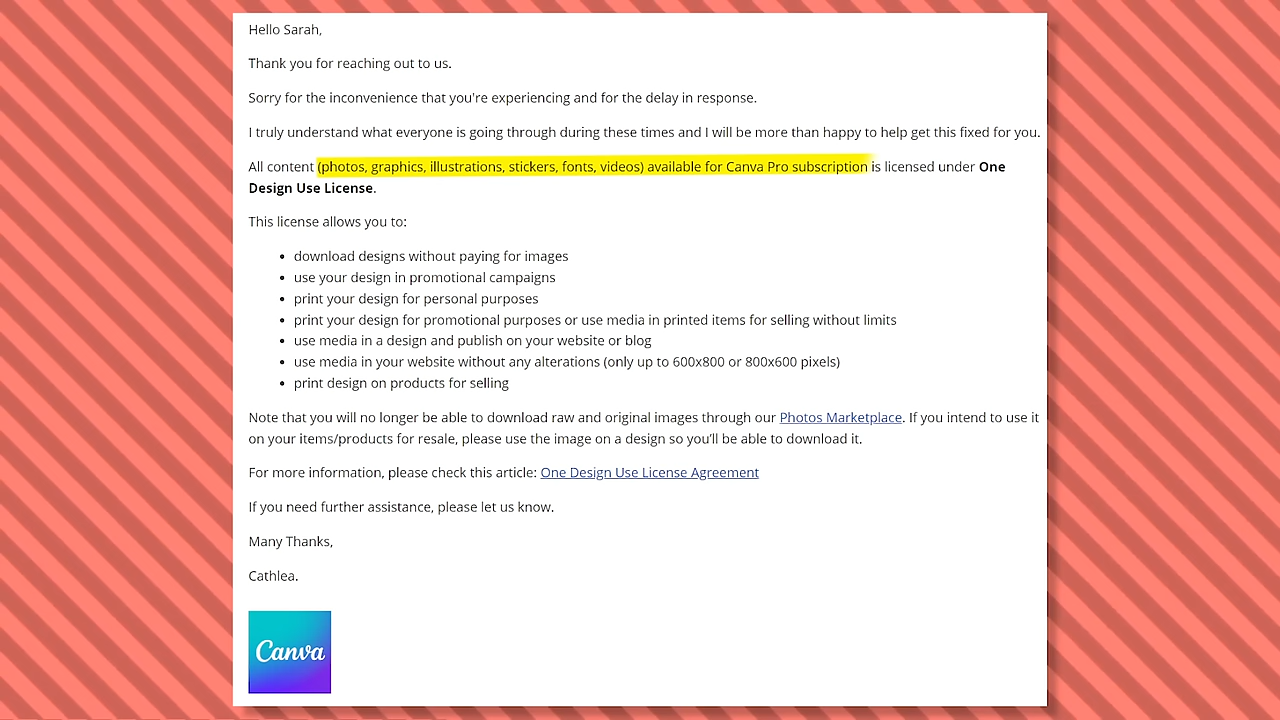 Hello Sarah,
Thank you for reaching out to us.
Sorry for the inconvenience that you're experiencing and for the delay in response.
I truly understand what everyone is going through during these times and I will be more than happy to help get this fixed for you.
All content (photos, graphics, illustrations, stickers, fonts, videos) available for Canva Pro subscription is licensed under One
Design Use License.
This license allows you to:
• download designs without paying for images
• use your design in promotional campaigns
• print your design for personal purposes
• print your design for promotional purposes or use media in printed items for selling without limits
• use media in a design and publish on your website or blog
• use media in your website without any alterations (only up to 600x800 or 800x600 pixels)
• print design on products for selling
Note that you will no longer be able to download raw and original images through our Photos Marketplace. If you intend to use it
on your items/products for resale, please use the image on a design so you'll be able to download it.
For more information, please check this article: One Design Use License Agreement
If you need further assistance, please let us know.
Many Thanks,
Cathlea.
Canva